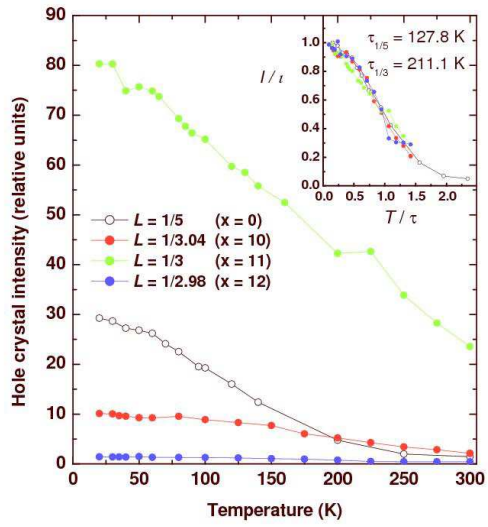 Hole crystal intensity (relative units)
90
80
70
60
50
40
30
20
10
0
0
50
100
150
200
250
300
Temperature (K)
L = 1/5 (x = 0)
L = 1/3.04 (x = 10)
L = 1/3 (x = 11)
L = 1/2.98 (x = 12)
I / ι
1.0
0.8
0.6
0.4
0.2
0.0
0.0
0.5
1.0
1.5
2.0
T / τ
τ1/5 = 127.8 K
τ1/3 = 211.1 K